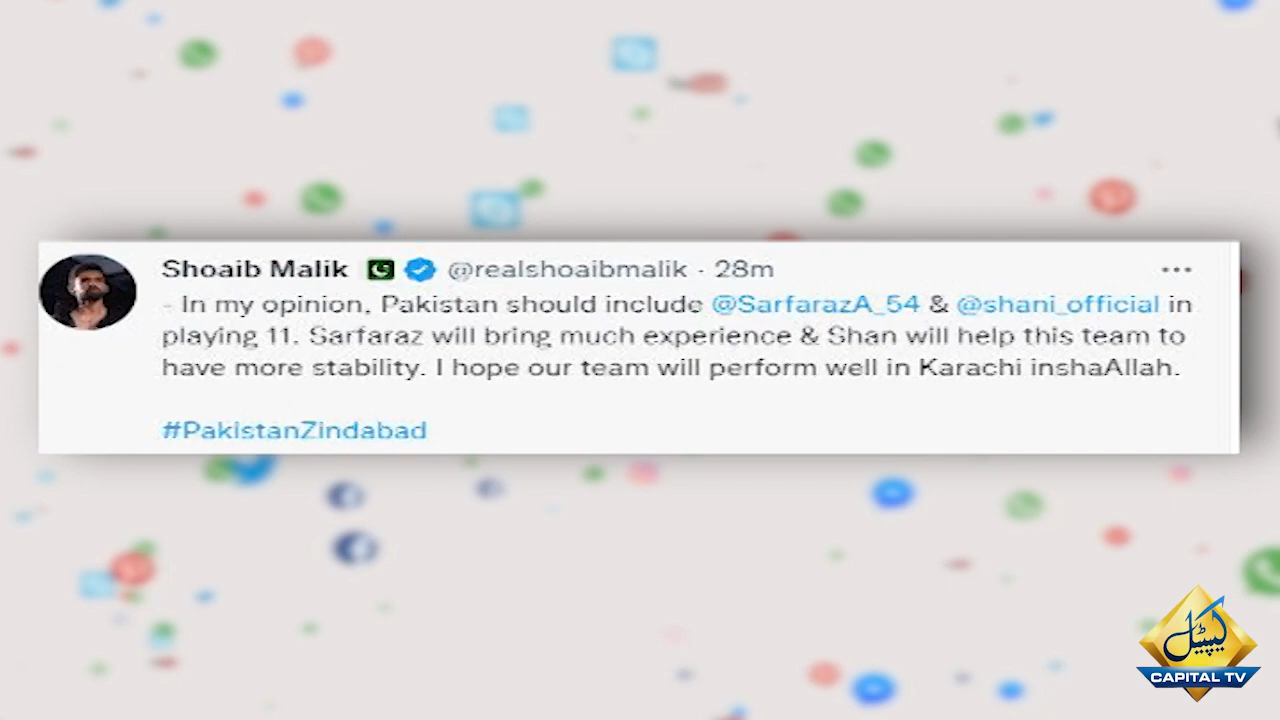 Shoaib Malik @realshoaibmalik · 28m
- In my opinion, Pakistan should include @SarfarazA_54 & @shani_official in
playing 11. Sarfaraz will bring much experience & Shan will help this team to
have more stability. I hope our team will perform well in Karachi inshaAllah.
#PakistanZindabad
کیپیٹل
CAPITAL TV